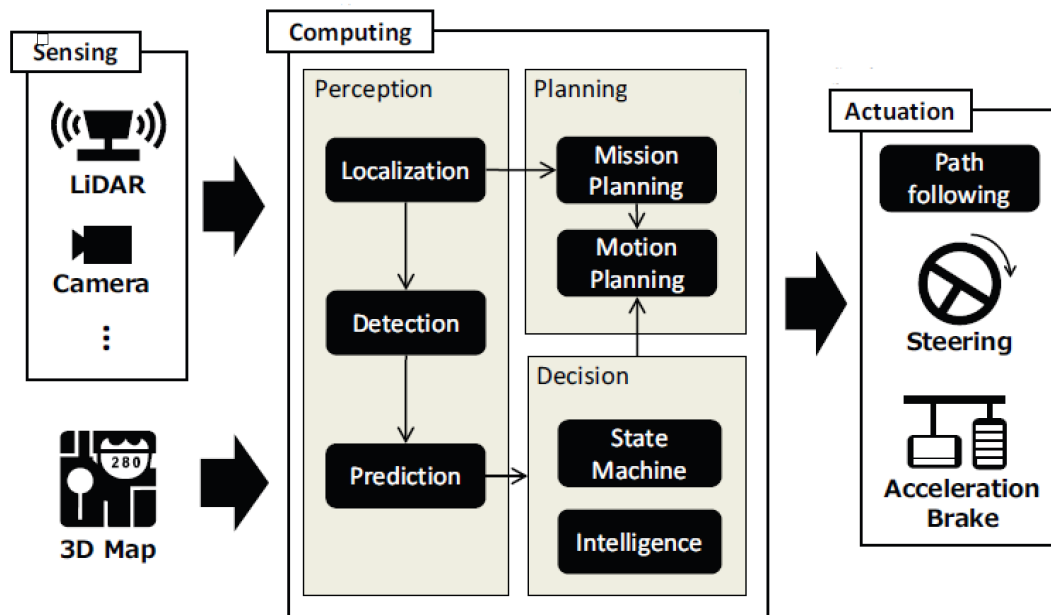 Sensing
LiDAR
Camera
280
3D Map
Computing
Perception
Localization
Detection
Prediction
Planning
Mission
Planning
Motion
Planning
Decision
State
Machine
Intelligence
Actuation
Path
following
Steering
Acceleration
Brake